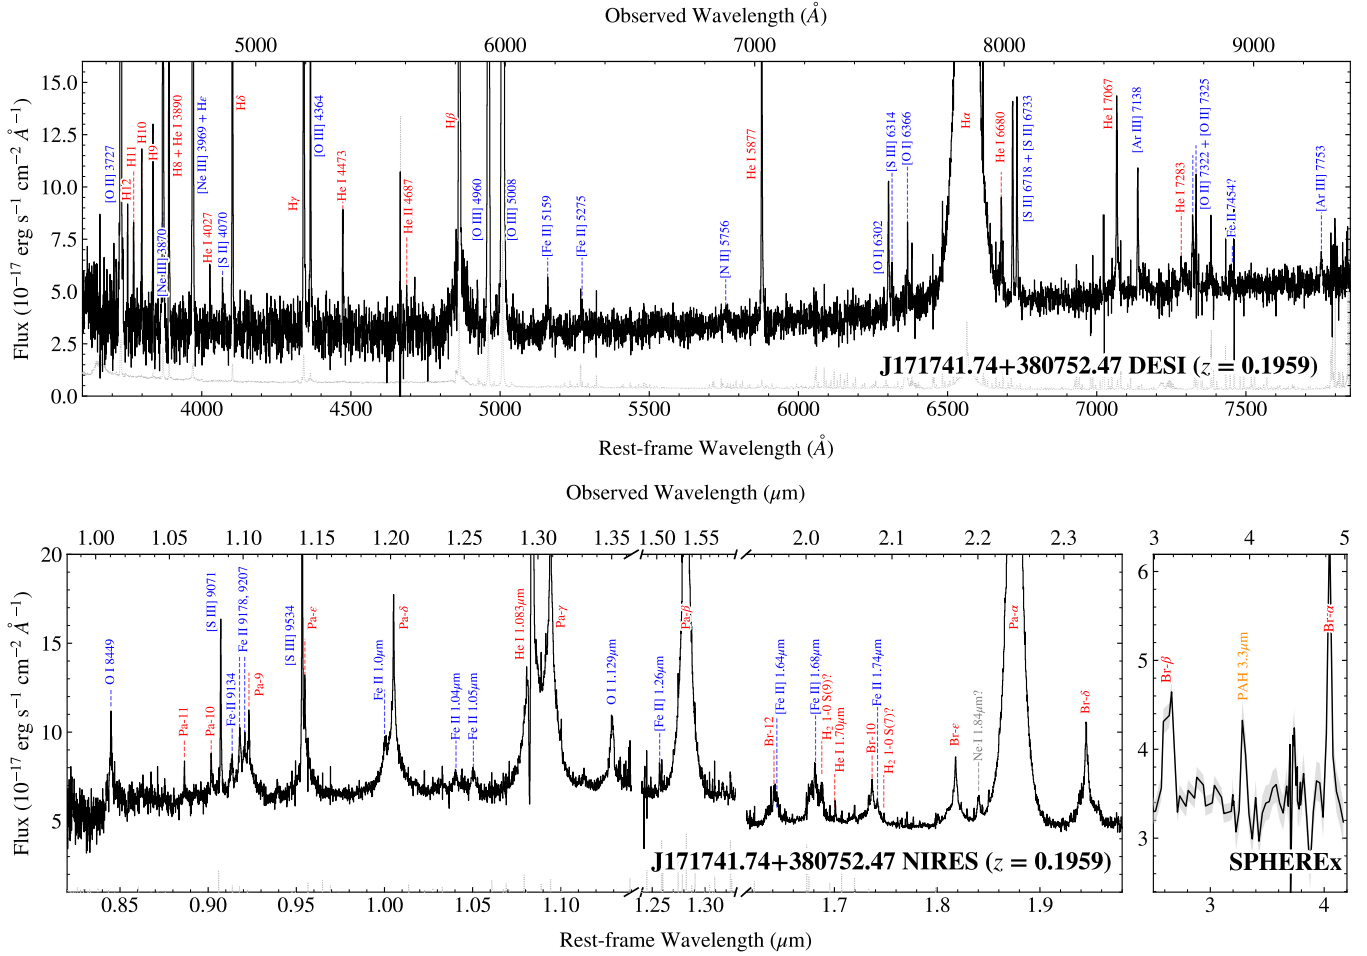 Observed Wavelength (Å)
5000 6000 7000 8000 9000
15.0
12.5
10.0
7.5
5.0
2.5
0.0
Flux (10⁻¹⁷ erg s⁻¹ cm⁻² Å⁻¹)
[O II] 3727
H12
H11
H10
H9
[Ne III] 3870
H8 + He I 3890
[Ne III] 3969 + Hε
He I 4027
[S II] 4070
Hδ
Hγ
[O III] 4364
He I 4473
He II 4687
Hβ
[O III] 4960
[O III] 5008
[Fe II] 5159
[Fe II] 5275
[N II] 5756
He I 5877
[O I] 6302
[S III] 6314
[O I] 6366
Hα
He I 6680
[S II] 6718 + [S II] 6733
He I 7067
[Ar III] 7138
He I 7283
[O II] 7322 + [O II] 7325
Fe II 7454?
[Ar III] 7753
J171741.74+380752.47 DESI (z = 0.1959)
4000 4500 5000 5500 6000 6500 7000 7500
Rest-frame Wavelength (Å)
Observed Wavelength (μm)
1.00 1.05 1.10 1.15 1.20 1.25 1.30 1.35 1.50 1.55 2.0 2.1 2.2 2.3 3 4 5
20
15
10
5
Flux (10⁻¹⁷ erg s⁻¹ cm⁻² Å⁻¹)
O I 8449
Pa-11
Pa-10
[S III] 9071
Fe II 9134
Fe II 9178, 9207
Pa-9
[S III] 9534
Pa-ε
Fe II 1.0μm
Pa-δ
Fe II 1.04μm
Fe II 1.05μm
He I 1.083μm
Pa-γ
O I 1.129μm
[Fe II] 1.26μm
Pa-β
Br-12
[Fe II] 1.64μm
[Fe II] 1.68μm
H₂ 1-0 S(9)?
He I 1.70μm
Br-10
Fe II 1.74μm
H₂ 1-0 S(7)?
Br-ε
Ne I 1.84μm?
Pa-α
Br-δ
J171741.74+380752.47 NIRES (z = 0.1959)
6
5
4
3
Br-β
PAH 3.3μm
Br-α
SPHEREx
0.85 0.90 0.95 1.00 1.05 1.10 1.25 1.30 1.7 1.8 1.9 3 4
Rest-frame Wavelength (μm)